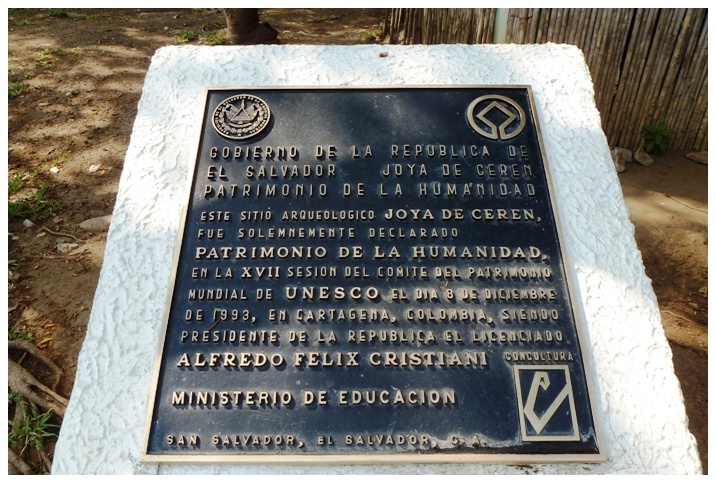 GOBIERNO DE LA REPUBLICA DE
EL SALVADOR JOYA DE CEREN
PATRIMONIO DE LA HUMANIDAD
ESTE SITIO ARQUEOLOGICO JOYA DE CEREN,
FUE SOLEMNEMENTE DECLARADO
PATRIMONIO DE LA HUMANIDAD,
EN LA XVII SESION DEL COMITE DEL PATRIMONIO
MUNDIAL DE UNESCO EL DIA 8 DE DICIEMBRE
DE 1993, EN CARTAGENA, COLOMBIA, SIENDO
PRESIDENTE DE LA REPUBLICA EL LICENCIADO
ALFREDO FELIX CRISTIANI
CONCULTURA
MINISTERIO DE EDUCACION
SAN SALVADOR, EL SALVADOR, C. A.